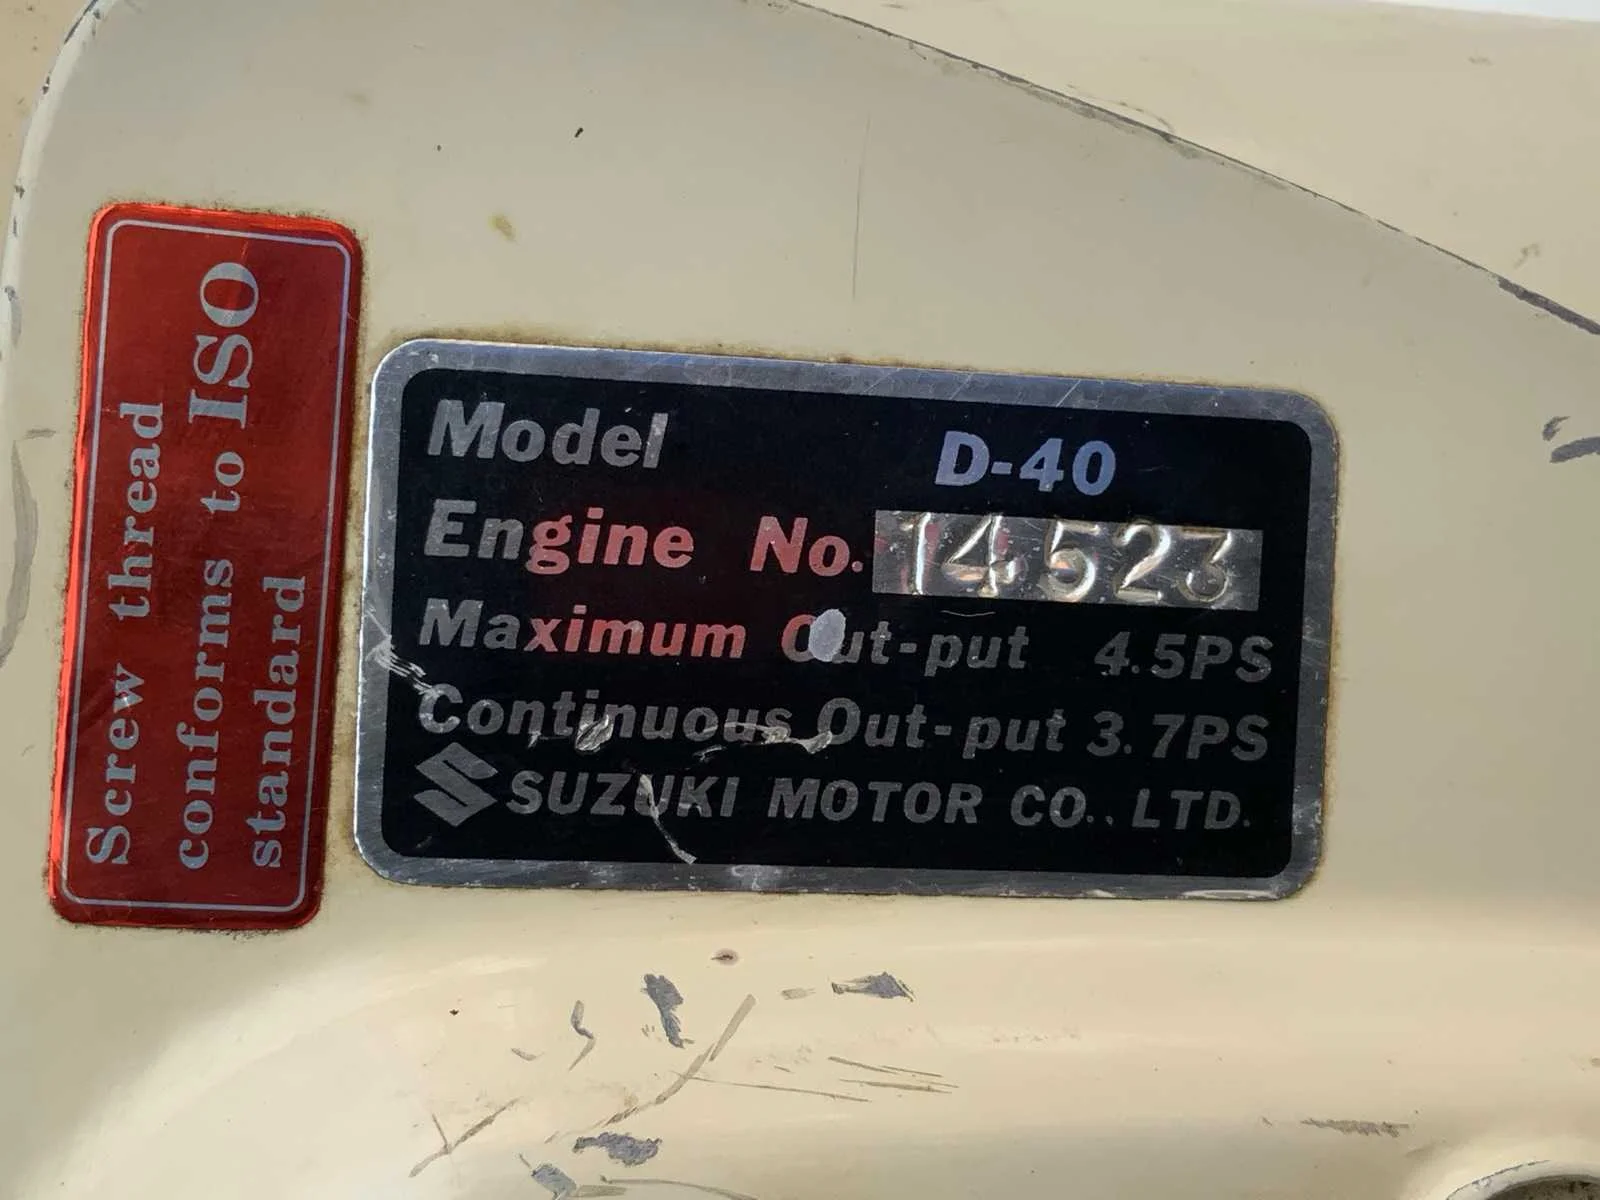 Screw thread
conforms to ISO
standard
Model D-40
Engine No. 14523
Maximum Out-put 4.5PS
Continuous Out-put 3.7PS
SUZUKI MOTOR CO., LTD.